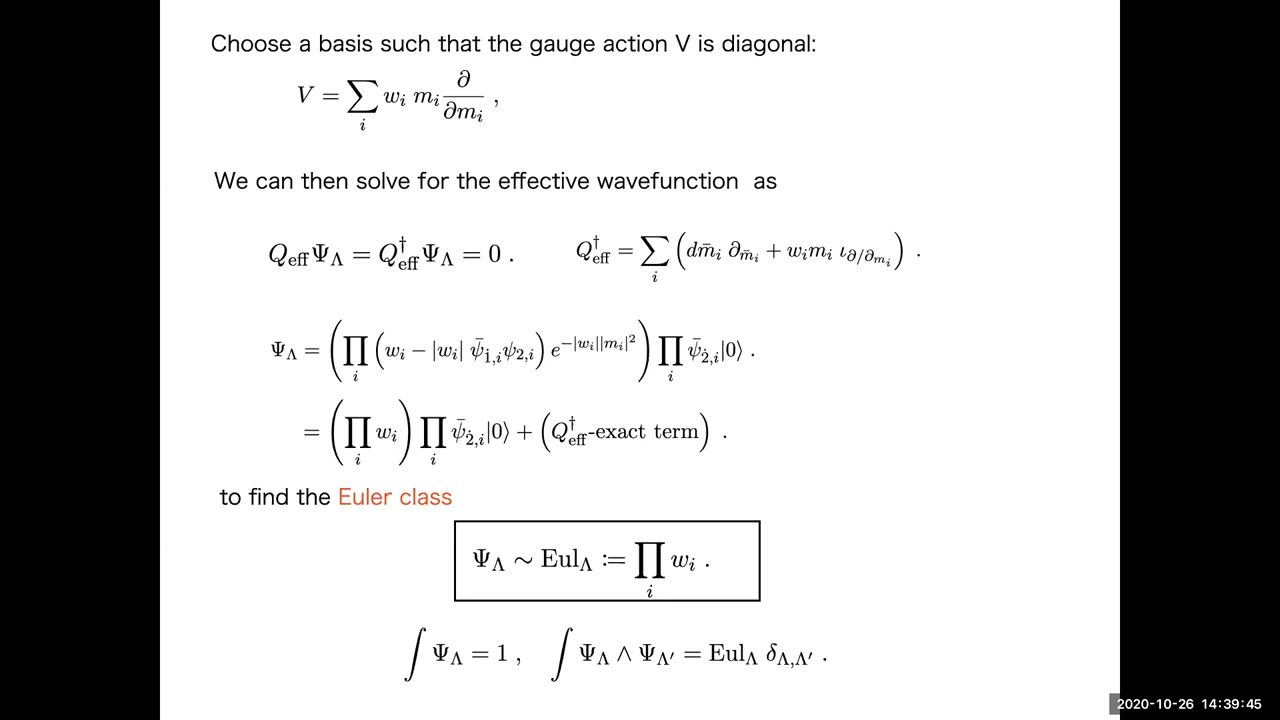 Choose a basis such that the gauge action V is diagonal:
V = ∑_i w_i m_i ∂/∂m_i ,
We can then solve for the effective wavefunction as
Q_eff Ψ_Λ = Q†_eff Ψ_Λ = 0 . Q†_eff = ∑_i (dm̄_i ∂_{m̄_i} + w_i m_i ι_{∂/∂m_i}) .
Ψ_Λ = (∏_i (w_i − |w_i| ψ̄_{1̇,i} ψ_{2,i}) e^{−|w_i||m_i|²}) ∏_i ψ̄_{2̇,i}|0⟩ .
= (∏_i w_i) ∏_i ψ̄_{2̇,i}|0⟩ + (Q†_eff-exact term) .
to find the Euler class
Ψ_Λ ∼ Eul_Λ := ∏_i w_i .
∫ Ψ_Λ = 1 , ∫ Ψ_Λ ∧ Ψ_Λ′ = Eul_Λ δ_{Λ,Λ′} .
2020-10-26 14:39:45